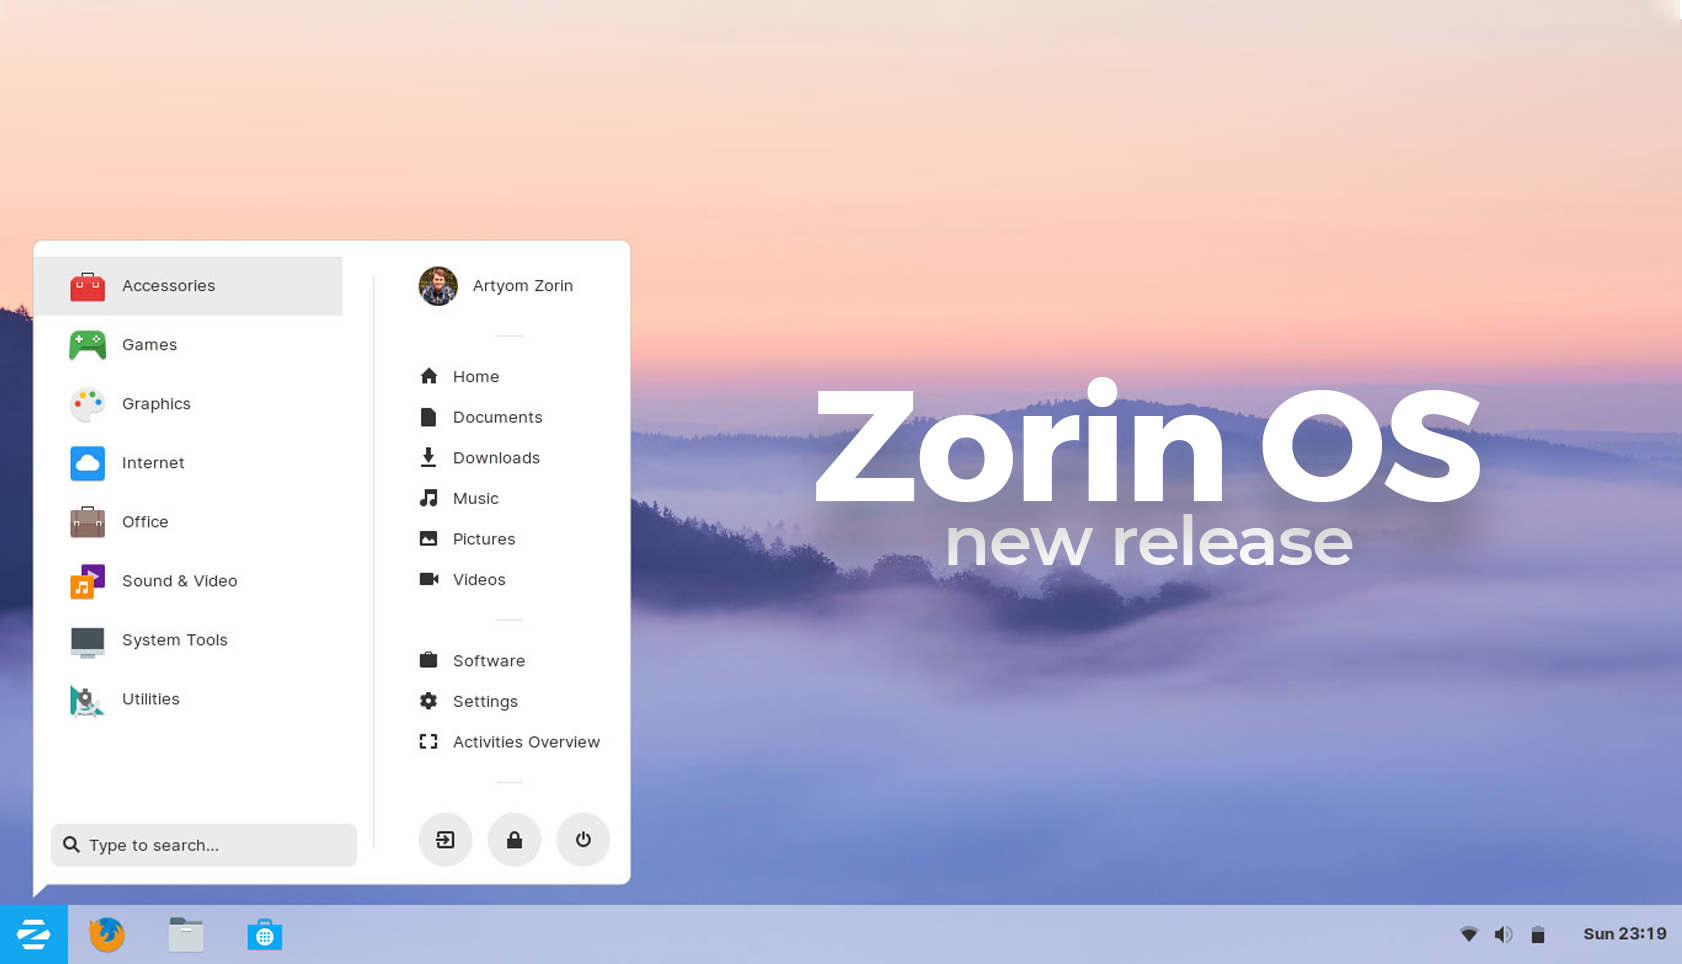 Accessories
Games
Graphics
Internet
Office
Sound & Video
System Tools
Utilities
Type to search...
Artyom Zorin
Home
Documents
Downloads
Music
Pictures
Videos
Software
Settings
Activities Overview
Zorin OS
new release
Sun 23:19